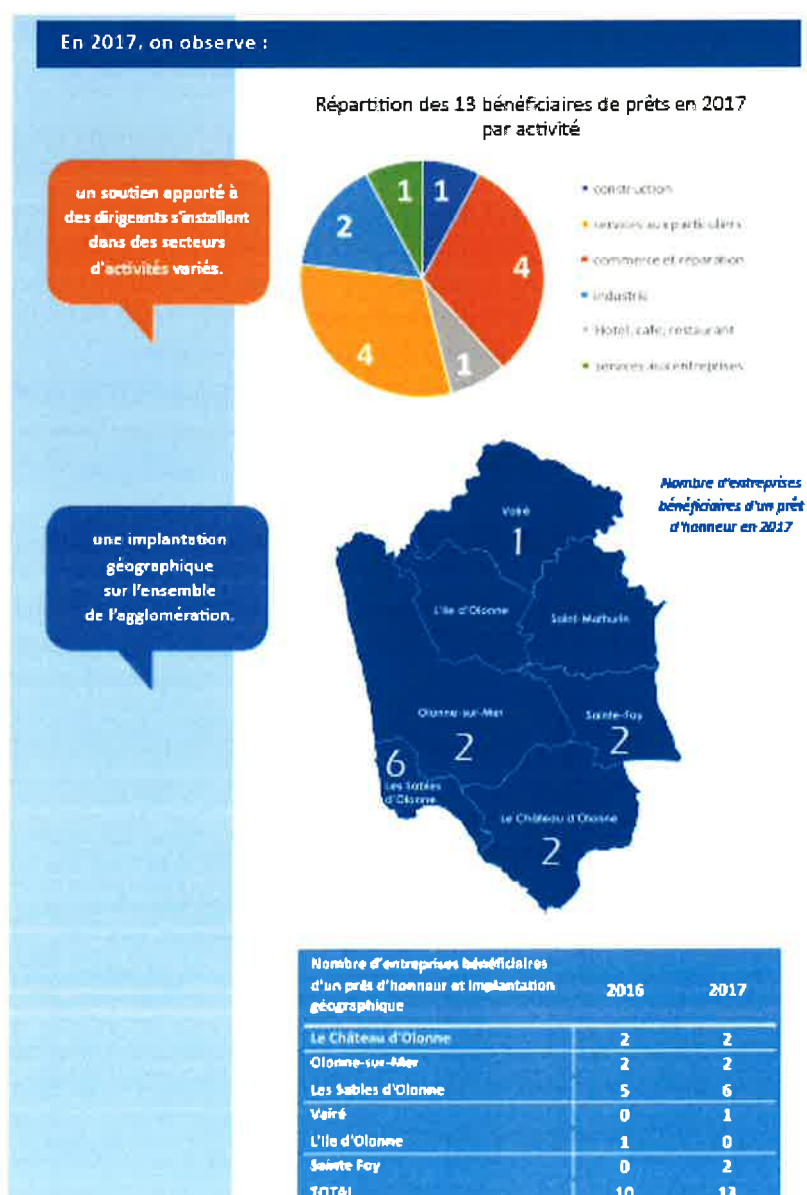 En 2017, on observe :
Répartition des 13 bénéficiaires de prêts en 2017
par activité
un soutien apporté à
des dirigeants s'installant
dans des secteurs
d'activités variés.
1
1
2
4
4
1
construction
services aux particuliers
commerce et réparation
industrie
Hotel, café, restaurant
services aux entreprises
Nombre d'entreprises
bénéficiaires d'un prêt
d'honneur en 2017
une implantation
géographique
sur l'ensemble
de l'agglomération.
Vairé
1
L'Ile d'Olonne
Saint-Mathurin
Olonne-sur-Mer
2
Sainte-Foy
2
6
Les Sables
d'Olonne
Le Château d'Olonne
2
Nombre d'entreprises bénéficiaires
d'un prêt d'honneur et implantation
géographique
2016 2017
Le Château d'Olonne 2 2
Olonne-sur-Mer 2 2
Les Sables d'Olonne 5 6
Vairé 0 1
L'Ile d'Olonne 1 0
Sainte Foy 0 2
TOTAL 10 13